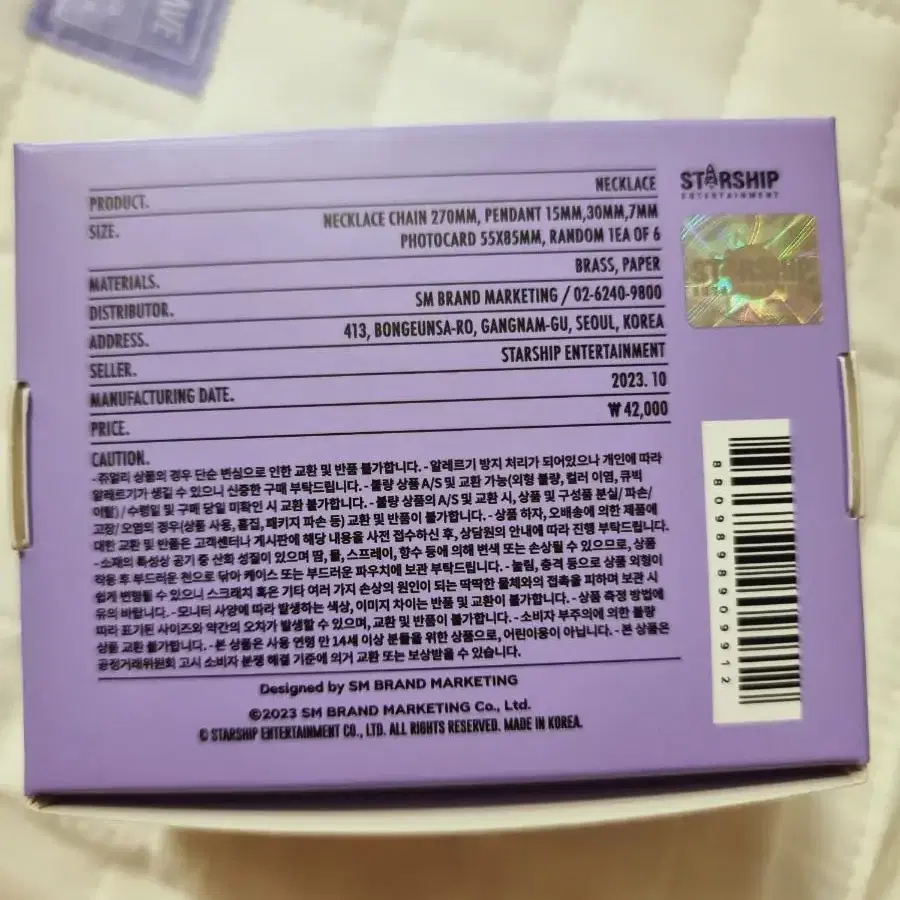 AVE
PRODUCT. NECKLACE
SIZE. NECKLACE CHAIN 270MM, PENDANT 15MM,30MM,7MM
PHOTOCARD 55X85MM, RANDOM 1EA OF 6
MATERIALS. BRASS, PAPER
DISTRIBUTOR. SM BRAND MARKETING / 02-6240-9800
ADDRESS. 413, BONGEUNSA-RO, GANGNAM-GU, SEOUL, KOREA
SELLER. STARSHIP ENTERTAINMENT
MANUFACTURING DATE. 2023. 10
PRICE. ₩ 42,000
CAUTION.
- 쥬얼리 상품의 경우 단순 변심으로 인한 교환 및 반품 불가합니다. - 알레르기 방지 처리가 되어있으나 개인에 따라
알레르기가 생길 수 있으니 신중한 구매 부탁드립니다. - 불량 상품 A/S 및 교환 가능(외형 불량, 컬러 이염, 큐빅
이탈) / 수령일 및 구매 당일 미확인 시 교환 불가합니다. - 불량 상품의 A/S 및 교환 시, 상품 및 구성품 분실/ 파손/
고장/ 오염의 경우(상품 사용, 흠집, 패키지 파손 등) 교환 및 반품이 불가합니다. - 상품 하자, 오배송에 의한 제품에
대한 교환 및 반품은 고객센터나 게시판에 해당 내용을 사전 접수하신 후, 상담원의 안내에 따라 진행 부탁드립니다.
- 소재의 특성상 공기 중 산화 성질이 있으며 땀, 물, 스프레이, 향수 등에 의해 변색 또는 손상될 수 있으므로, 상품
착용 후 부드러운 천으로 닦아 케이스 또는 부드러운 파우치에 보관 부탁드립니다. - 눌림, 충격 등으로 상품 외형이
쉽게 변형될 수 있으니 스크래치 혹은 기타 여러 가지 손상의 원인이 되는 딱딱한 물체와의 접촉을 피하며 보관 시
유의 바랍니다. - 모니터 사양에 따라 발생하는 색상, 이미지 차이는 반품 및 교환이 불가합니다. - 상품 측정 방법에
따라 표기된 사이즈와 약간의 오차가 발생할 수 있으며, 교환 및 반품이 불가합니다. - 소비자 부주의에 의한 불량
상품 교환 불가합니다. - 본 상품은 사용 연령 만 14세 이상 분들을 위한 상품으로, 어린이용이 아닙니다. - 본 상품은
공정거래위원회 고시 소비자 분쟁 해결 기준에 의거 교환 또는 보상받을 수 있습니다.
Designed by SM BRAND MARKETING
©2023 SM BRAND MARKETING Co., Ltd.
© STARSHIP ENTERTAINMENT CO., LTD. ALL RIGHTS RESERVED. MADE IN KOREA.
STARSHIP
ENTERTAINMENT
STARSHIP
8809898909912